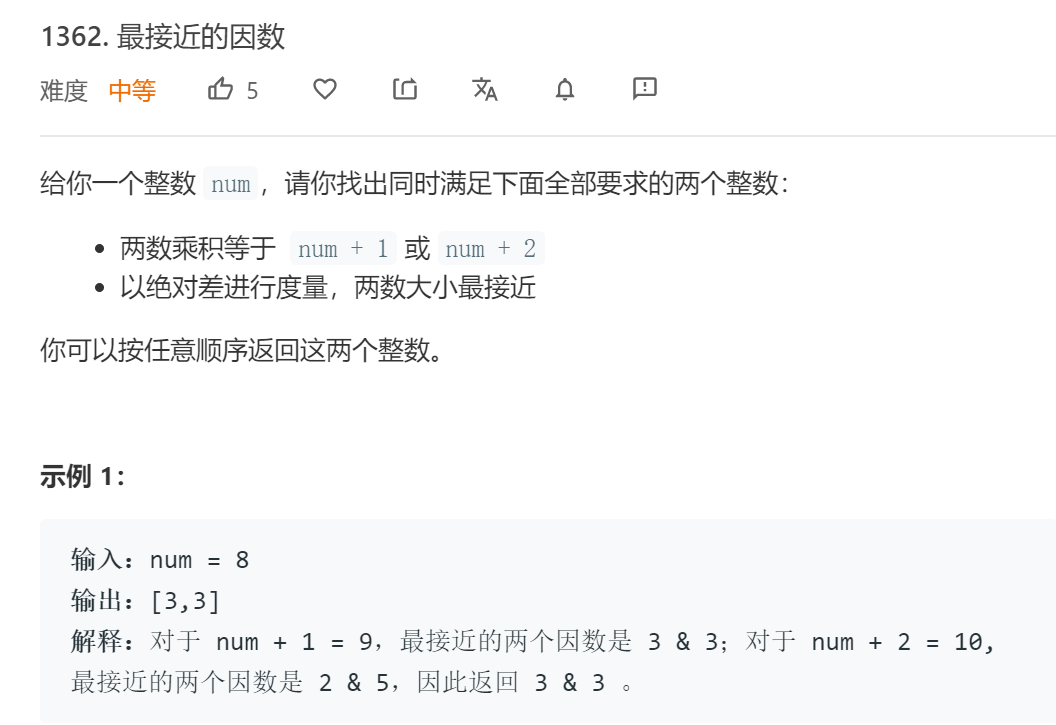 1362. 最接近的因数
难度 中等 5
给你一个整数 num，请你找出同时满足下面全部要求的两个整数：
• 两数乘积等于 num + 1 或 num + 2
• 以绝对差进行度量，两数大小最接近
你可以按任意顺序返回这两个整数。
示例 1：
输入：num = 8
输出：[3,3]
解释：对于 num + 1 = 9，最接近的两个因数是 3 & 3；对于 num + 2 = 10,
最接近的两个因数是 2 & 5，因此返回 3 & 3 。